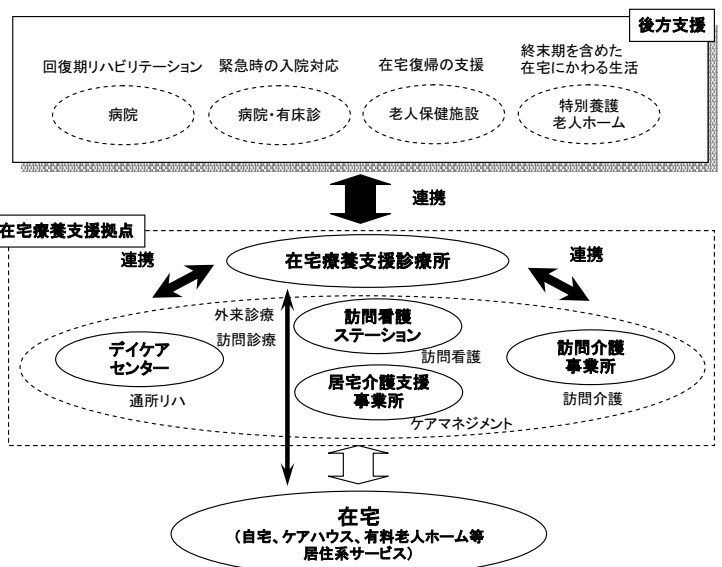 後方支援
回復期リハビリテーション
緊急時の入院対応
在宅復帰の支援
終末期を含めた
在宅にかわる生活
病院
病院・有床診
老人保健施設
特別養護
老人ホーム
連携
在宅療養支援拠点
連携
在宅療養支援診療所
連携
外来診療
訪問診療
訪問看護
ステーション
訪問看護
デイケア
センター
通所リハ
居宅介護支援
事業所
ケアマネジメント
訪問介護
事業所
訪問介護
在宅
(自宅、ケアハウス、有料老人ホーム等
居住系サービス)